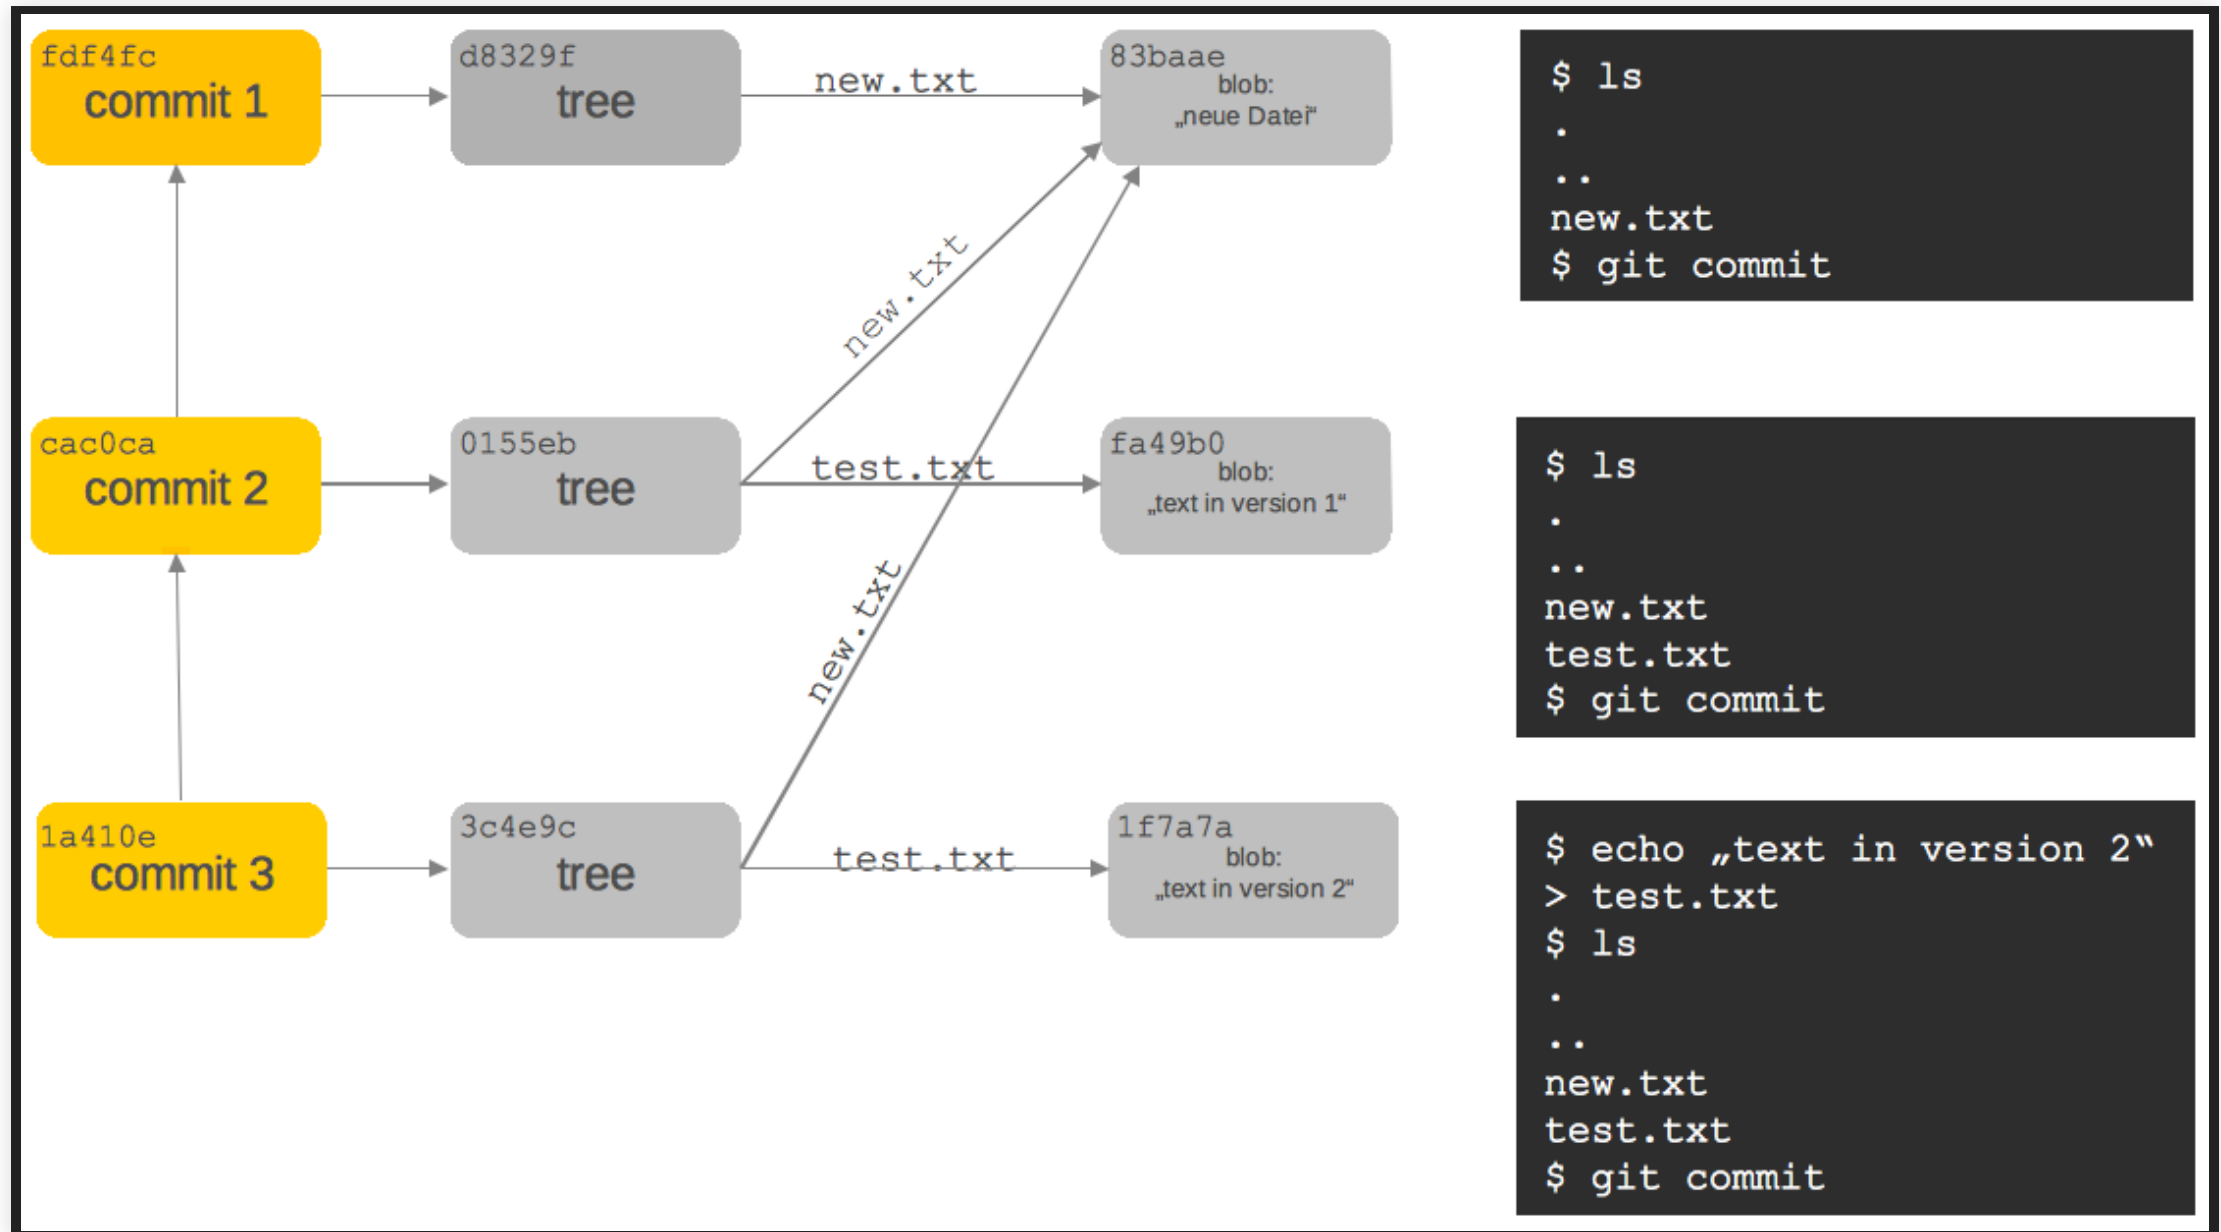 fdf4fc
commit 1
d8329f
tree
new.txt
83baae
blob:
„neue Datei“
$ ls
.
..
new.txt
$ git commit
new.txt
cac0ca
commit 2
0155eb
tree
test.txt
fa49b0
blob:
„text in version 1“
$ ls
.
..
new.txt
test.txt
$ git commit
new.txt
1a410e
commit 3
3c4e9c
tree
test.txt
1f7a7a
blob:
„text in version 2“
$ echo „text in version 2“
> test.txt
$ ls
.
..
new.txt
test.txt
$ git commit